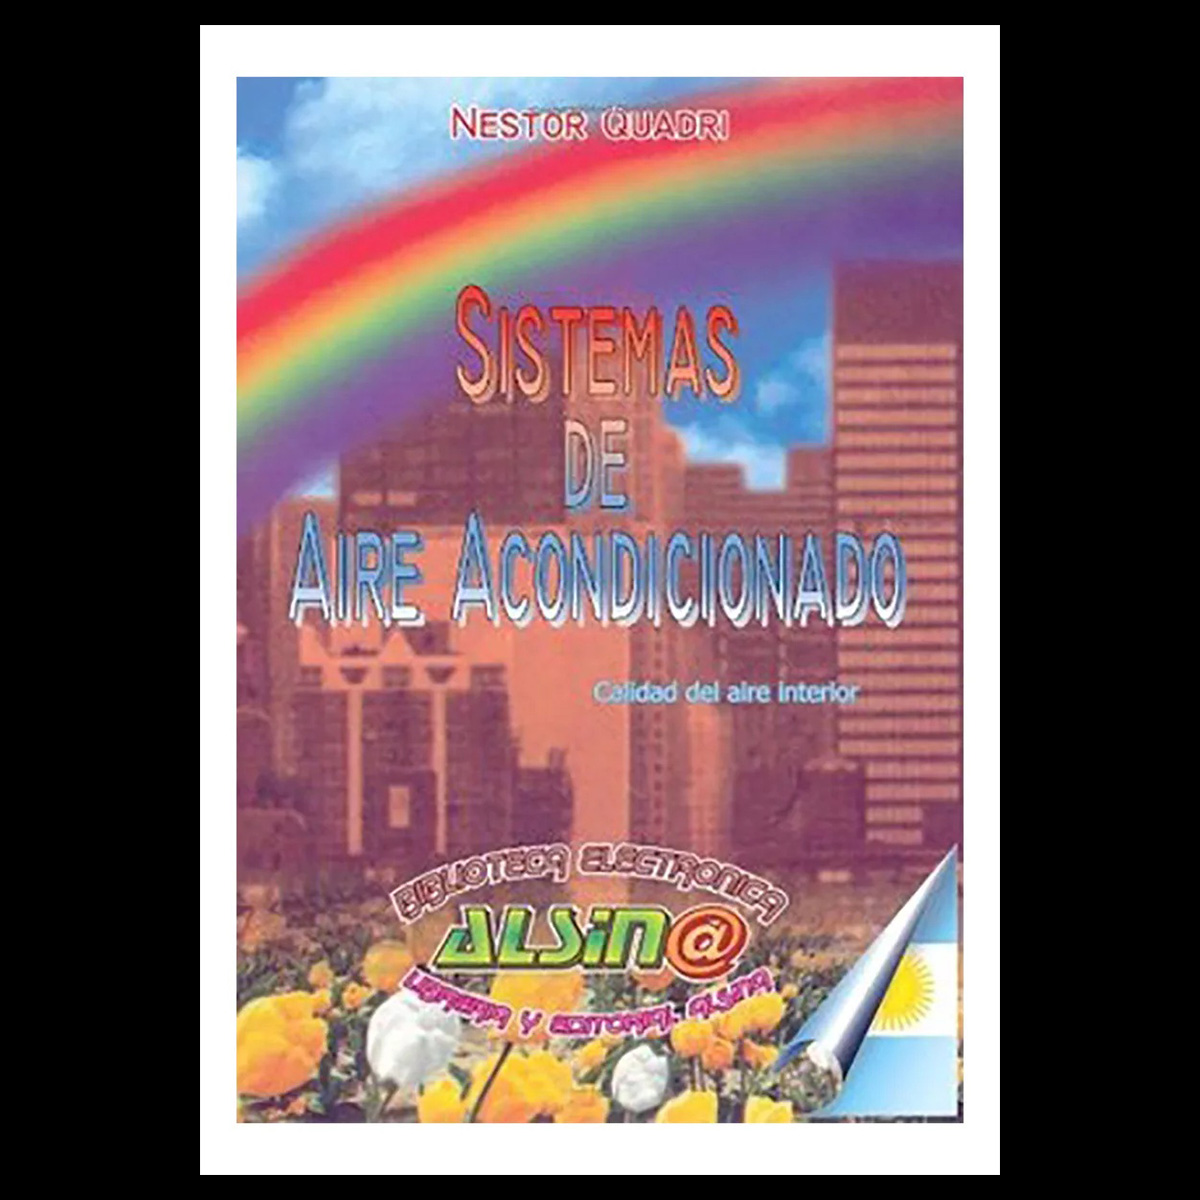 NESTOR QUADRI
SISTEMAS
DE
AIRE ACONDICIONADO
Calidad del aire interior
BIBLIOTECA ELECTRONICA
ALSIN@
LIBRERIA Y EDITORIAL ALSINA